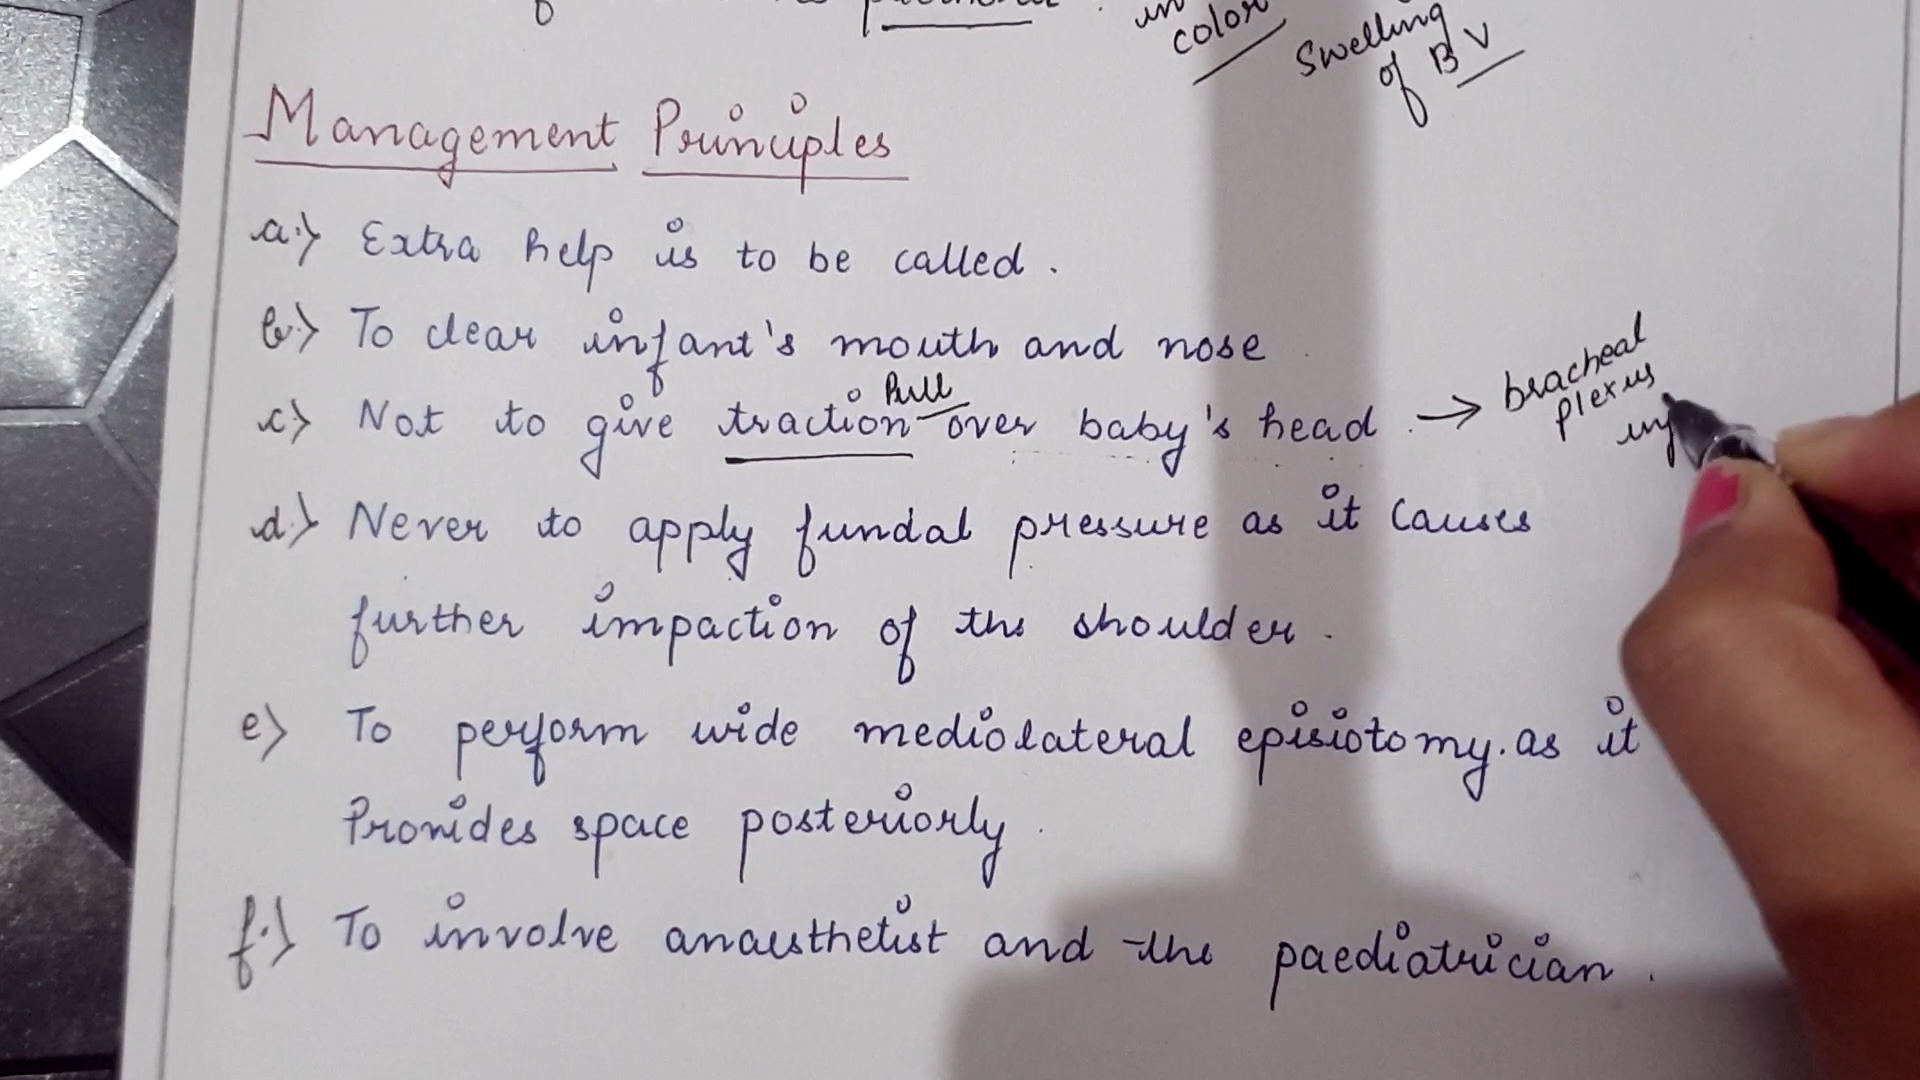 in
color
Swelling
of B V
Management Principles
a.) Extra help is to be called.
b.) To clear infant's mouth and nose
Pull
c) Not to give traction over baby's head. → bracheal
plexus
inj
d.) Never to apply fundal pressure as it causes
further impaction of the shoulder.
e) To perform wide mediolateral episiotomy. as it
Provides space posteriorly.
f.) To involve anaesthetist and the paediatrician.